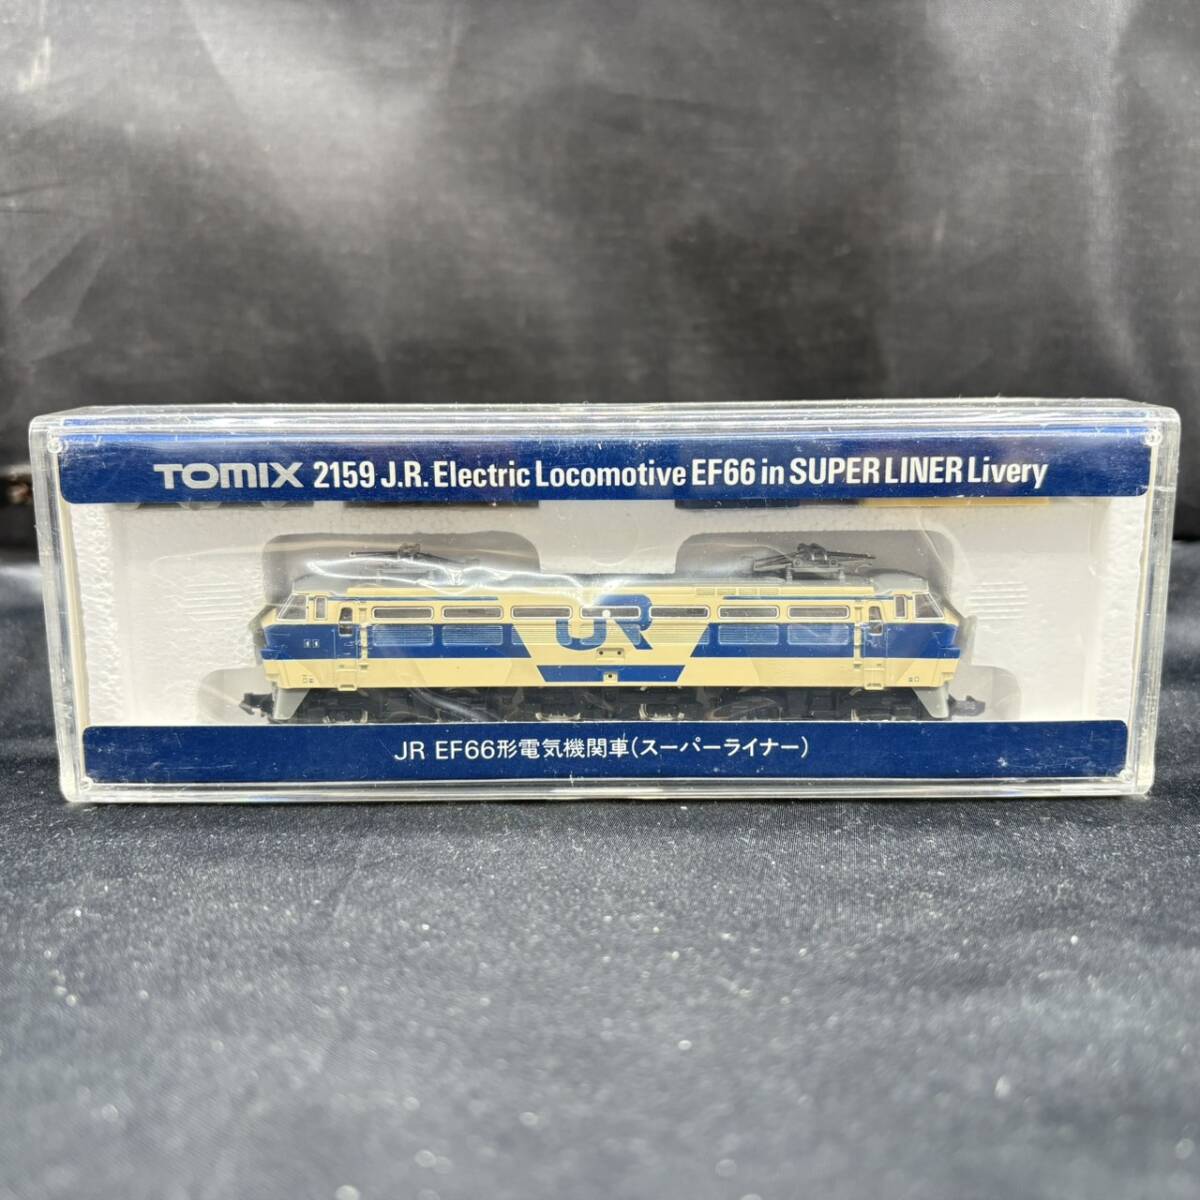 TOMIX 2159 J.R. Electric Locomotive EF66 in SUPER LINER Livery
JR
JR EF66形電気機関車(スーパーライナー)